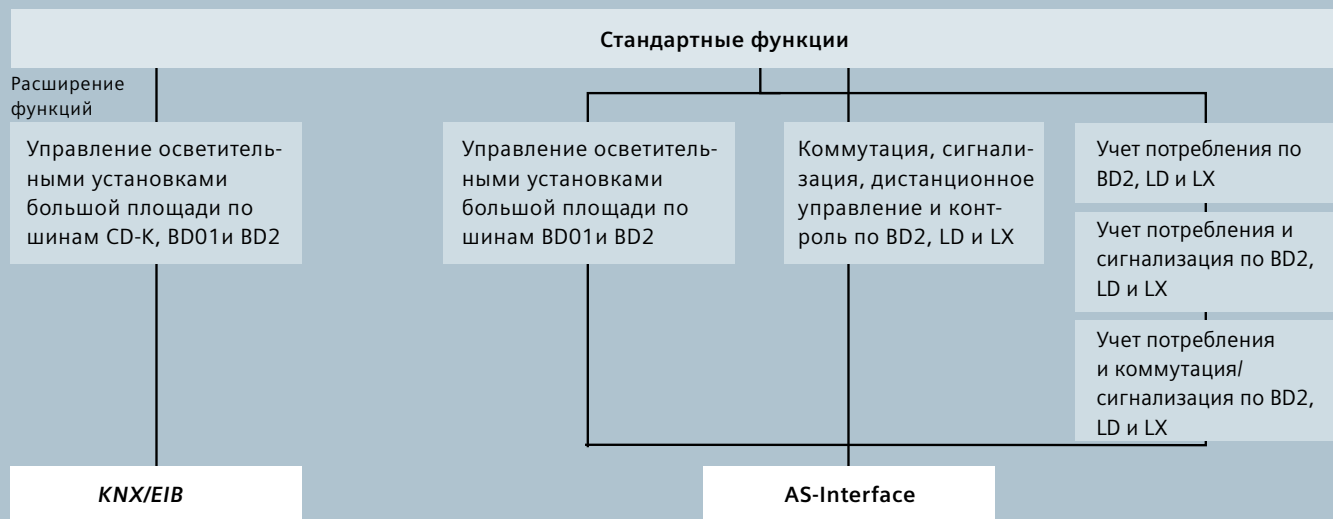 Стандартные функции
Расширение
функций
Управление осветитель-
ными установками
большой площади по
шинам CD-K, BD01и BD2
Управление осветитель-
ными установками
большой площади по
шинам BD01и BD2
Коммутация, сигнали-
зация, дистанционное
управление и конт-
роль по BD2, LD и LX
Учет потребления по
BD2, LD и LX
Учет потребления и
сигнализация по BD2,
LD и LX
Учет потребления
и коммутация/
сигнализация по BD2,
LD и LX
KNX/EIB
AS-Interface